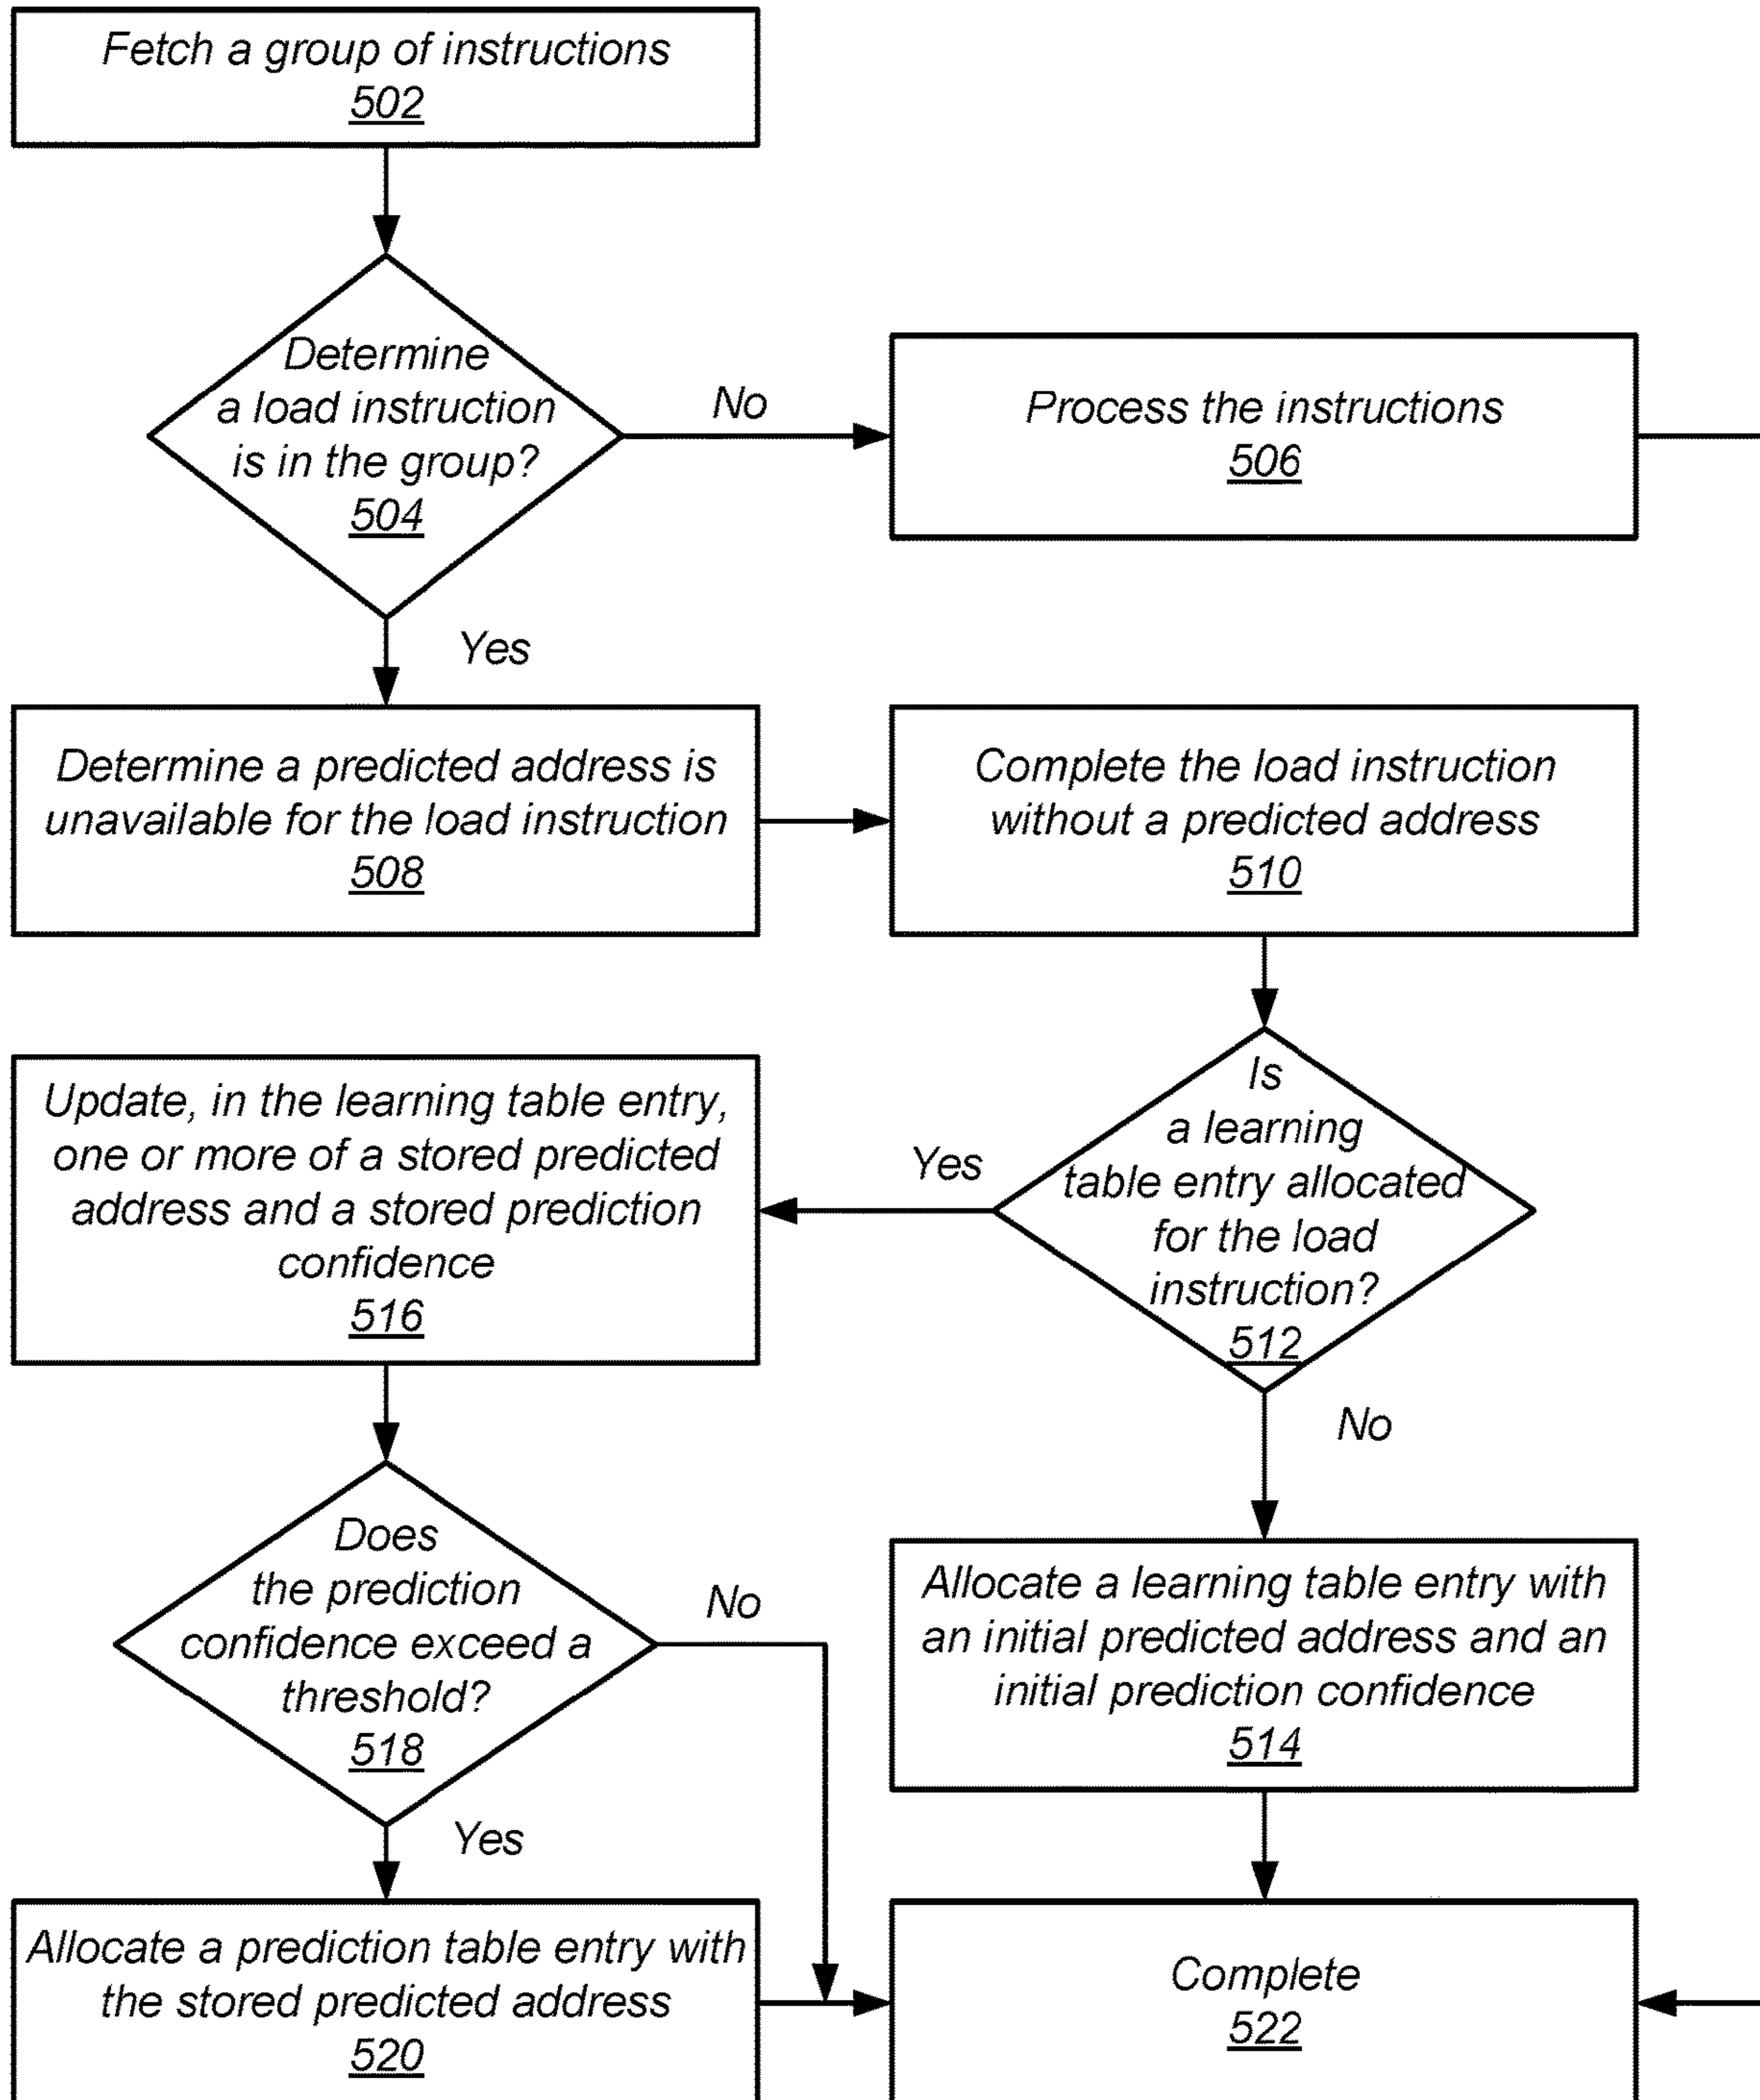 Fetch a group of instructions
502
Determine
a load instruction
is in the group?
504
No
Process the instructions
506
Yes
Determine a predicted address is
unavailable for the load instruction
508
Complete the load instruction
without a predicted address
510
Is
a learning
table entry allocated
for the load
instruction?
512
Yes
Update, in the learning table entry,
one or more of a stored predicted
address and a stored prediction
confidence
516
No
Allocate a learning table entry with
an initial predicted address and an
initial prediction confidence
514
Does
the prediction
confidence exceed a
threshold?
518
No
Yes
Allocate a prediction table entry with
the stored predicted address
520
Complete
522